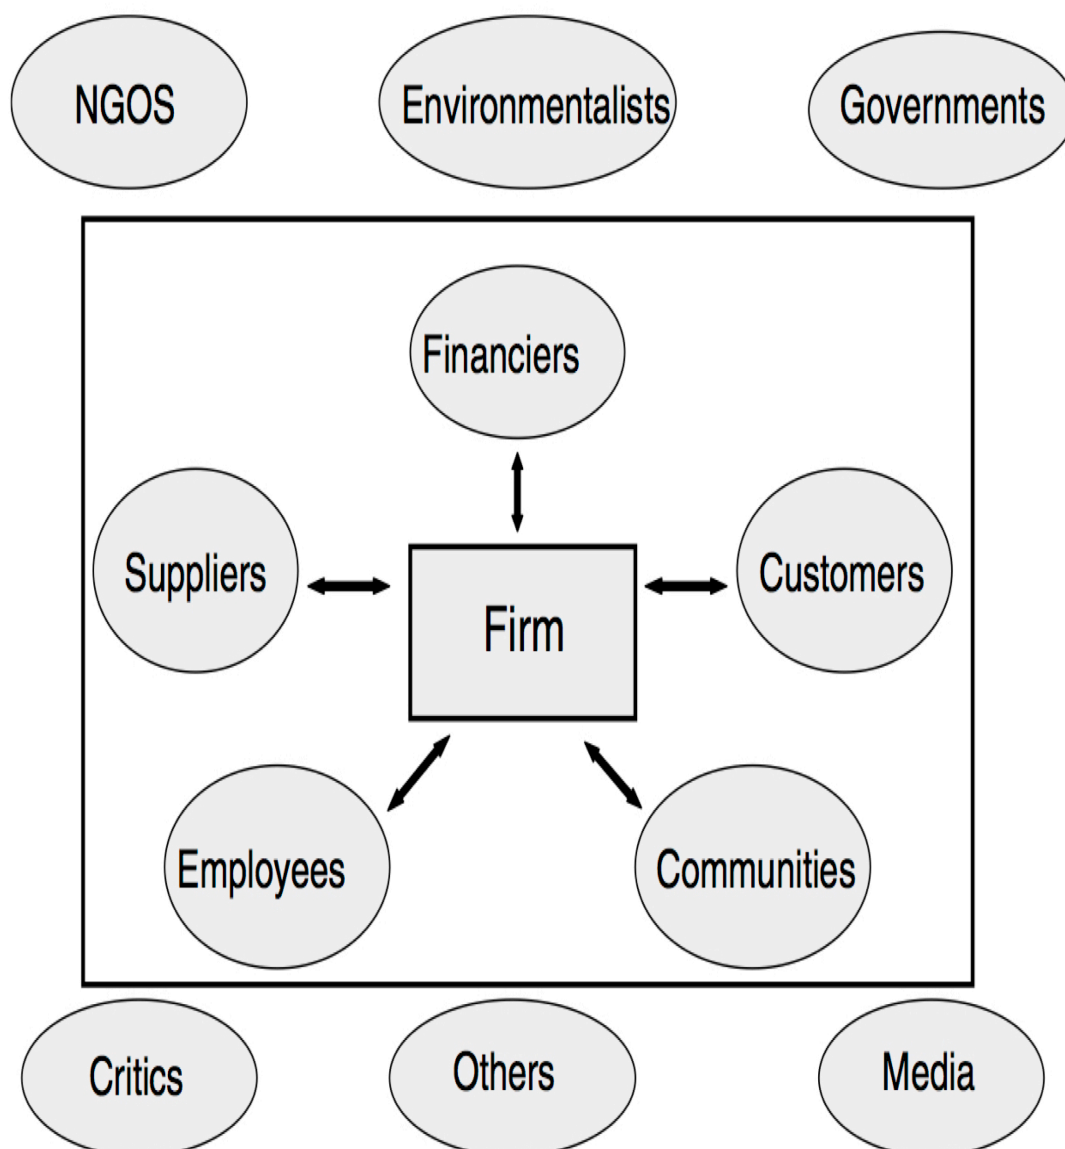 NGOS
Environmentalists
Governments
Financiers
Suppliers
Firm
Customers
Employees
Communities
Critics
Others
Media